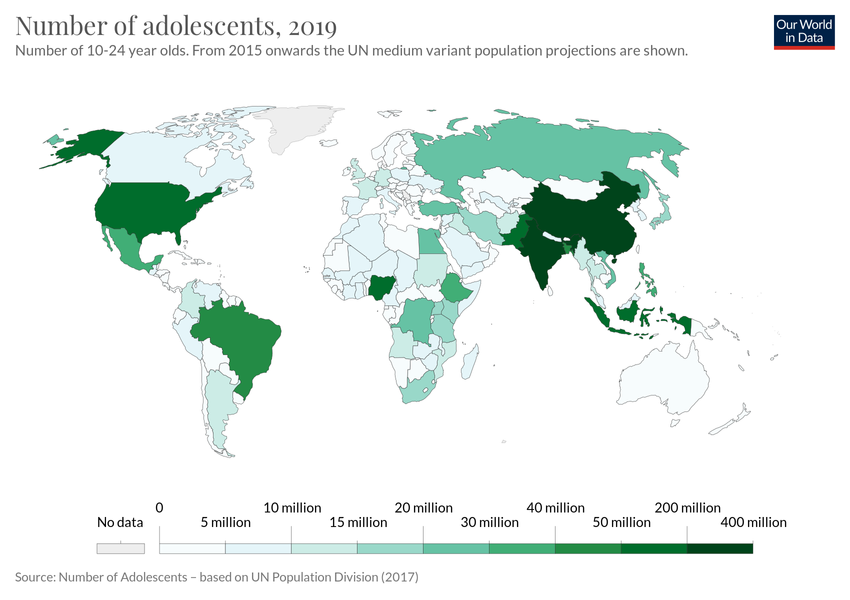 Number of adolescents, 2019
Number of 10-24 year olds. From 2015 onwards the UN medium variant population projections are shown.
Our World
in Data
No data
0
5 million
10 million
15 million
20 million
30 million
40 million
50 million
200 million
400 million
Source: Number of Adolescents – based on UN Population Division (2017)